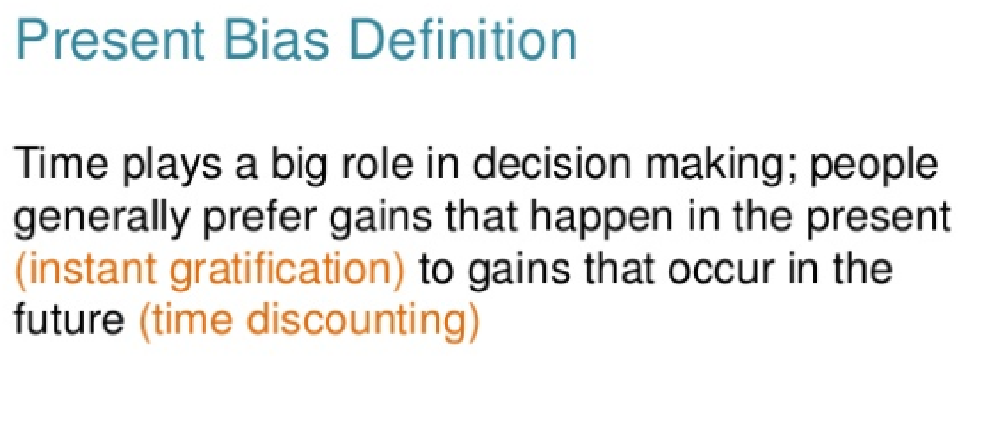 Present Bias Definition
Time plays a big role in decision making; people
generally prefer gains that happen in the present
(instant gratification) to gains that occur in the
future (time discounting)